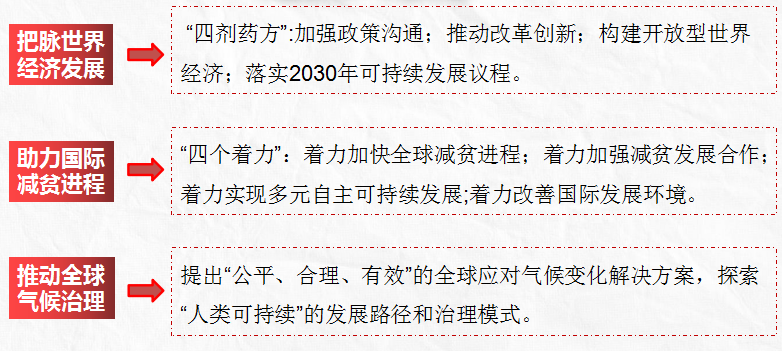 把脉世界
经济发展
“四剂药方”:加强政策沟通；推动改革创新；构建开放型世界
经济；落实2030年可持续发展议程。
助力国际
减贫进程
“四个着力”：着力加快全球减贫进程；着力加强减贫发展合作；
着力实现多元自主可持续发展;着力改善国际发展环境。
推动全球
气候治理
提出“公平、合理、有效”的全球应对气候变化解决方案，探索
“人类可持续”的发展路径和治理模式。